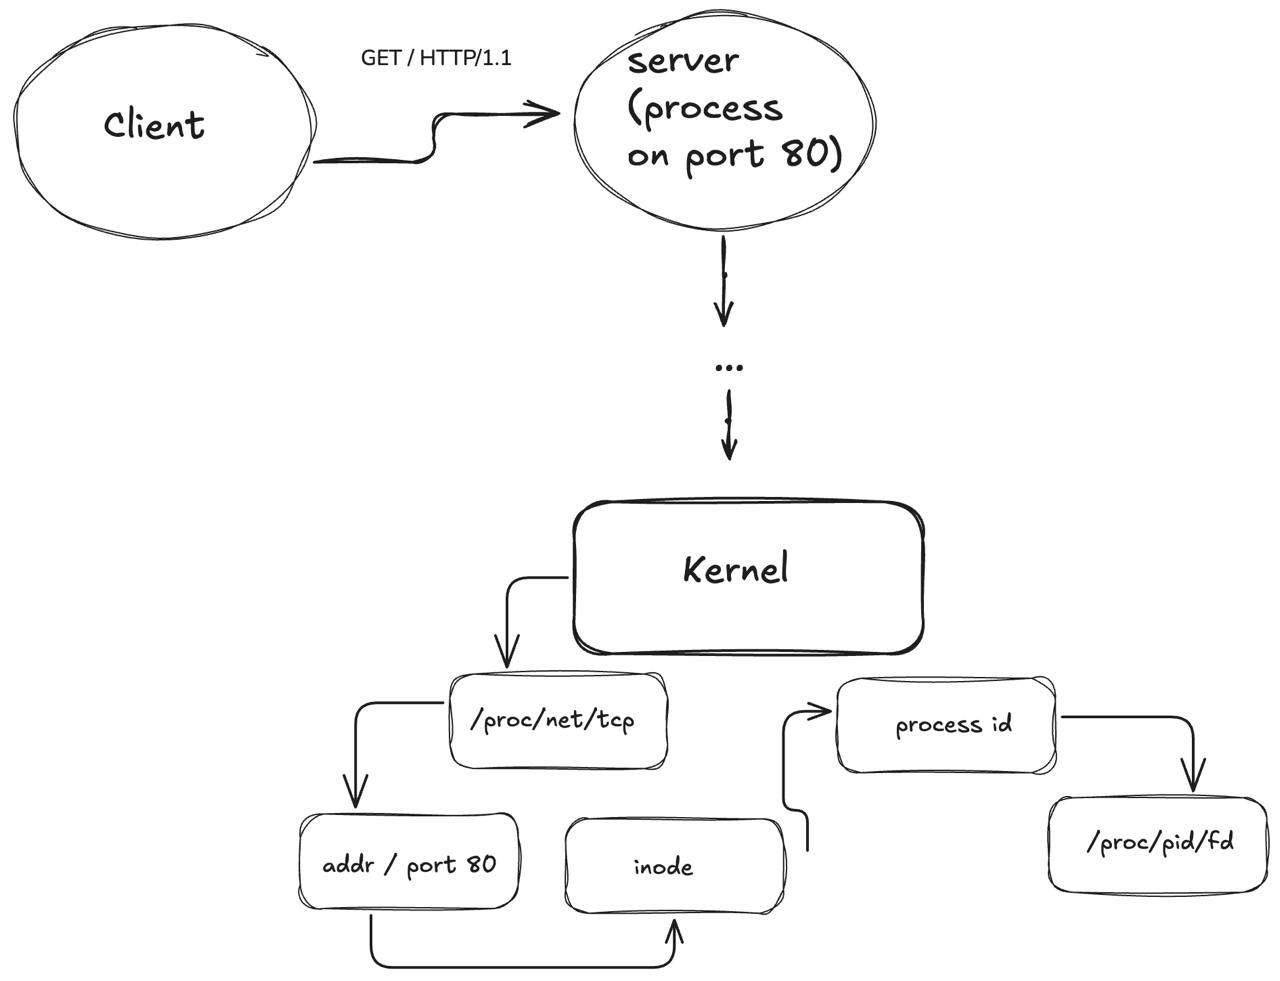 Client
GET / HTTP/1.1
server
(process
on port 80)
...
Kernel
/proc/net/tcp
process id
addr / port 80
inode
/proc/pid/fd